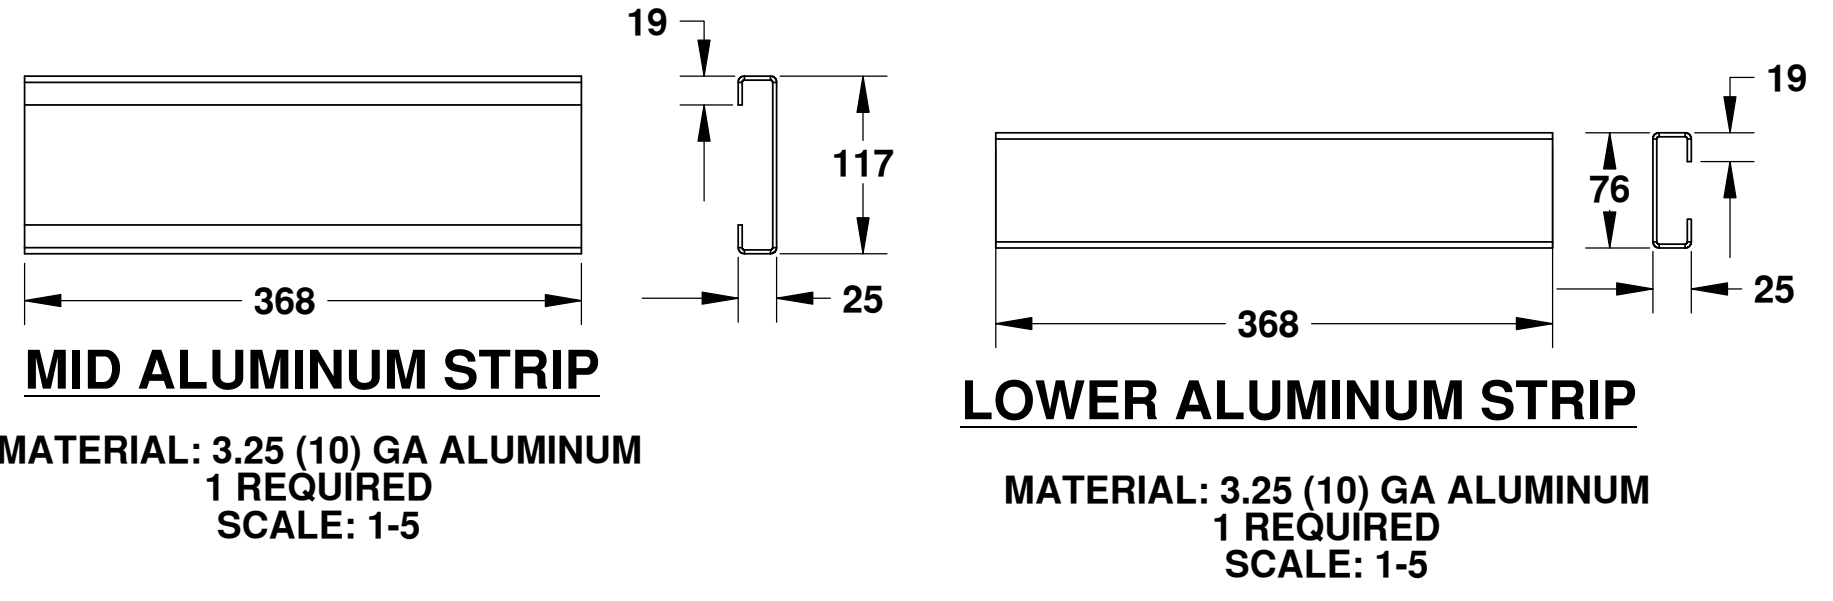 19
117
368
25
MID ALUMINUM STRIP
MATERIAL: 3.25 (10) GA ALUMINUM
1 REQUIRED
SCALE: 1-5
19
76
25
368
LOWER ALUMINUM STRIP
MATERIAL: 3.25 (10) GA ALUMINUM
1 REQUIRED
SCALE: 1-5